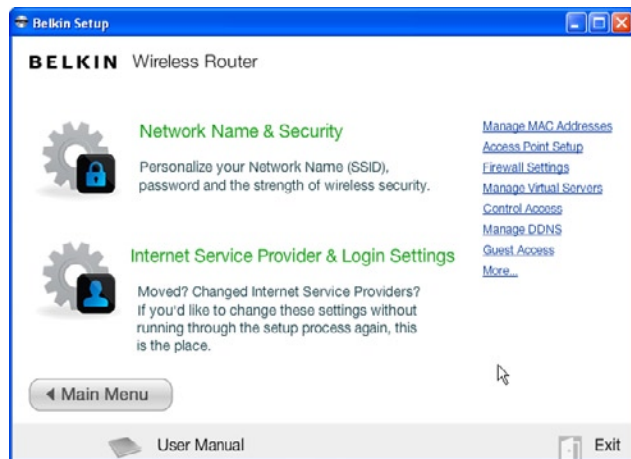 Belkin Setup
BELKIN Wireless Router
Network Name & Security
Personalize your Network Name (SSID),
password and the strength of wireless security.
Internet Service Provider & Login Settings
Moved? Changed Internet Service Providers?
If you'd like to change these settings without
running through the setup process again, this
is the place.
Manage MAC Addresses
Access Point Setup
Firewall Settings
Manage Virtual Servers
Control Access
Manage DDNS
Guest Access
More...
Main Menu
User Manual
Exit